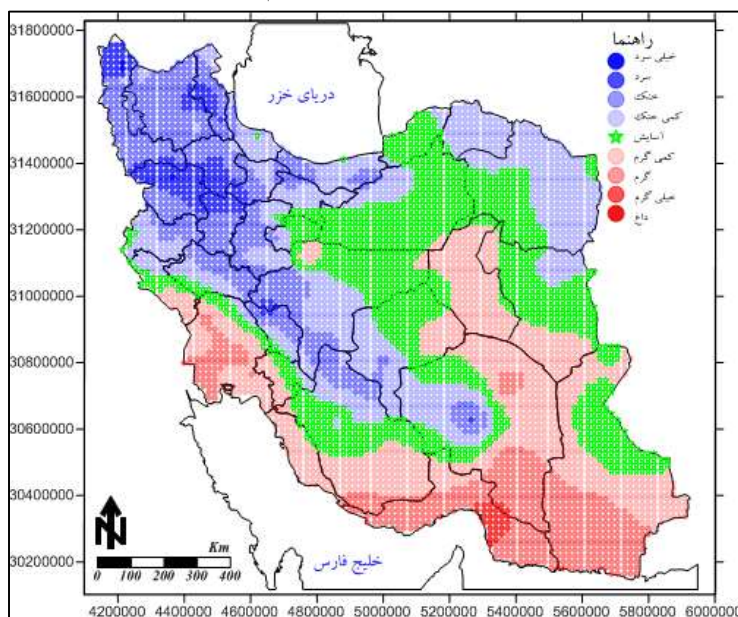 31800000
31600000
31400000
31200000
31000000
30800000
30600000
30400000
30200000
راهنما
خیلی سرد
سرد
خنک
کمی خنک
آسایش
کمی گرم
گرم
خیلی گرم
داغ
دریای خزر
خلیج فارس
N
Km
0 100 200 300 400
4200000 4400000 4600000 4800000 5000000 5200000 5400000 5600000 5800000 6000000